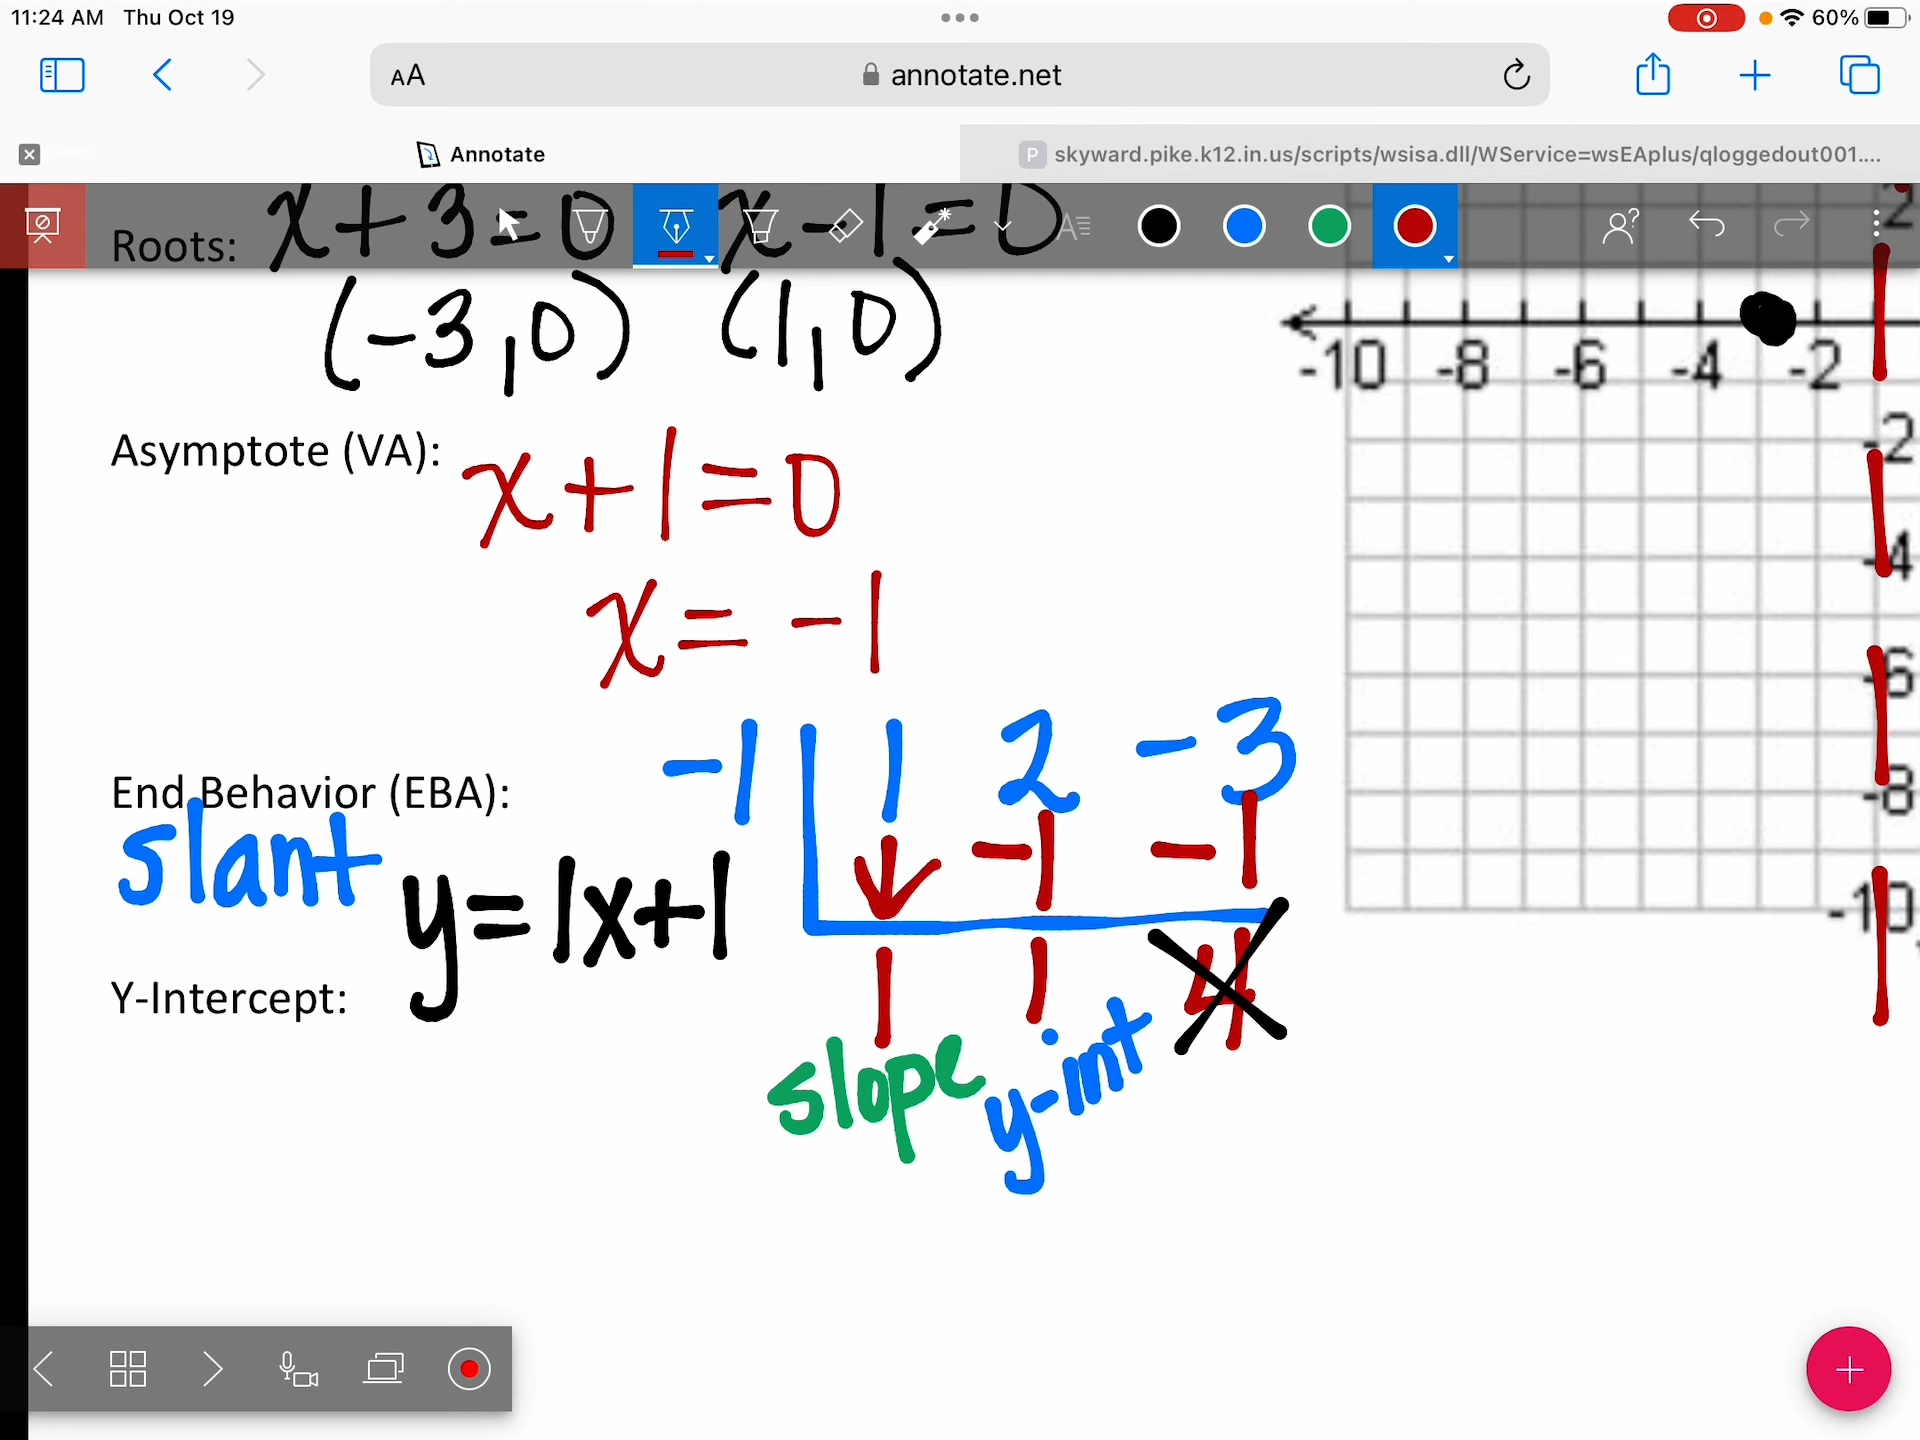 11:24 AM Thu Oct 19
60%
AA annotate.net
Annotate
P skyward.pike.k12.in.us/scripts/wsisa.dll/WService=wsEAplus/qloggedout001....
Roots: x+3=0 x-1=0
(-3,0) (1,0)
2
-10 -8 -6 -4 -2
Asymptote (VA): x+1=0
-2
-4
x=-1
-6
End Behavior (EBA): -1 1 2 -3
-8
slant -1 -1
y=1x+1
-10
1 1 4
Y-Intercept:
slope y-int